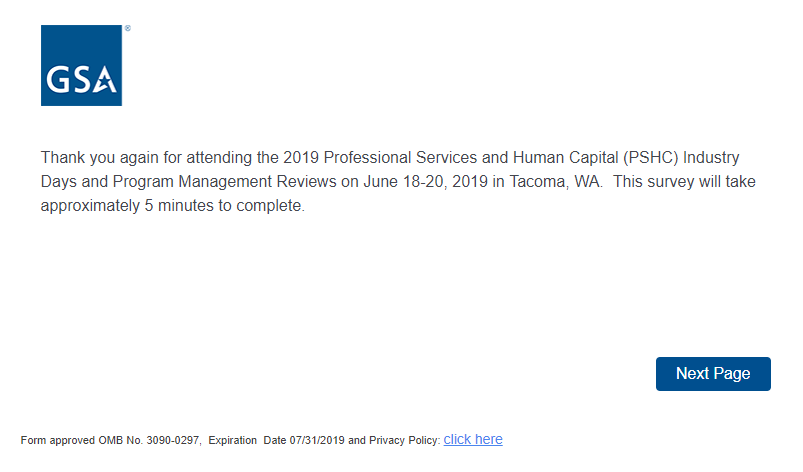 GSA®
Thank you again for attending the 2019 Professional Services and Human Capital (PSHC) Industry
Days and Program Management Reviews on June 18-20, 2019 in Tacoma, WA.  This survey will take
approximately 5 minutes to complete.
Next Page
Form approved OMB No. 3090-0297,  Expiration  Date 07/31/2019 and Privacy Policy: click here